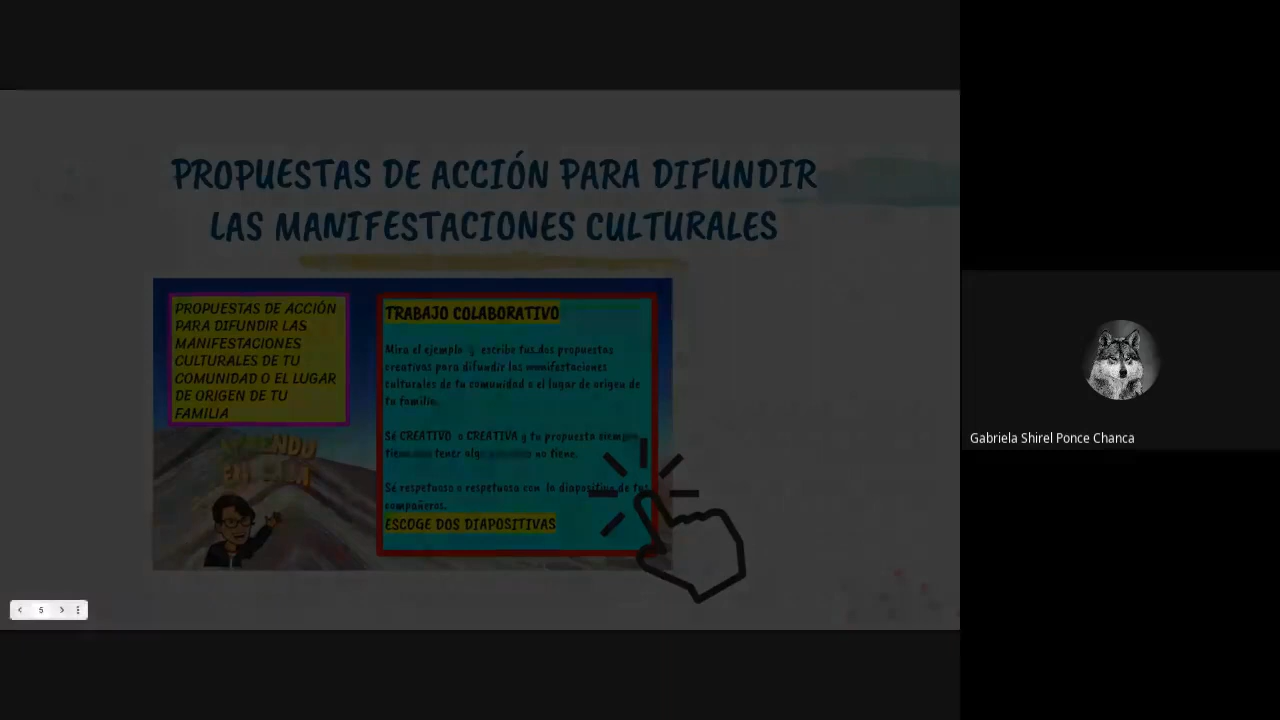 PROPUESTAS DE ACCIÓN PARA DIFUNDIR
LAS MANIFESTACIONES CULTURALES
PROPUESTAS DE ACCIÓN
PARA DIFUNDIR LAS
MANIFESTACIONES
CULTURALES DE TU
COMUNIDAD O EL LUGAR
DE ORIGEN DE TU
FAMILIA
TRABAJO COLABORATIVO
Mira el ejemplo y escribe tus dos propuestas
creativas para difundir las manifestaciones
culturales de tu comunidad o el lugar de origen de
tu familia.
Sé CREATIVO o CREATIVA y tu propuesta siempre
tiene que tener algo no tiene.
Sé respetuoso o respetuosa con la diapositiva de tus
compañeros.
ESCOGE DOS DIAPOSITIVAS
5
Gabriela Shirel Ponce Chanca